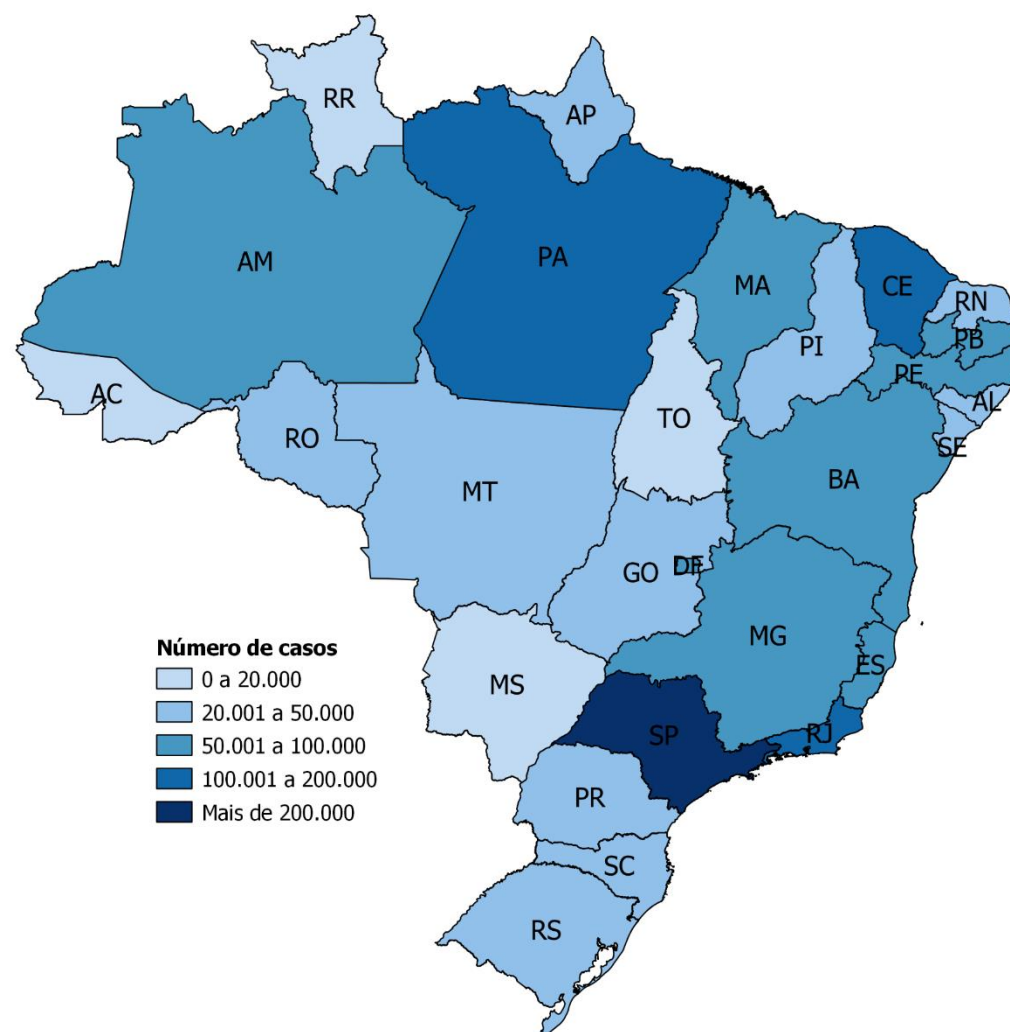 RR
AP
AM
PA
MA
CE
RN
PI
PB
PE
AC
TO
AL
RO
SE
MT
BA
GO
DF
MG
ES
MS
SP
RJ
PR
SC
RS
Número de casos
0 a 20.000
20.001 a 50.000
50.001 a 100.000
100.001 a 200.000
Mais de 200.000